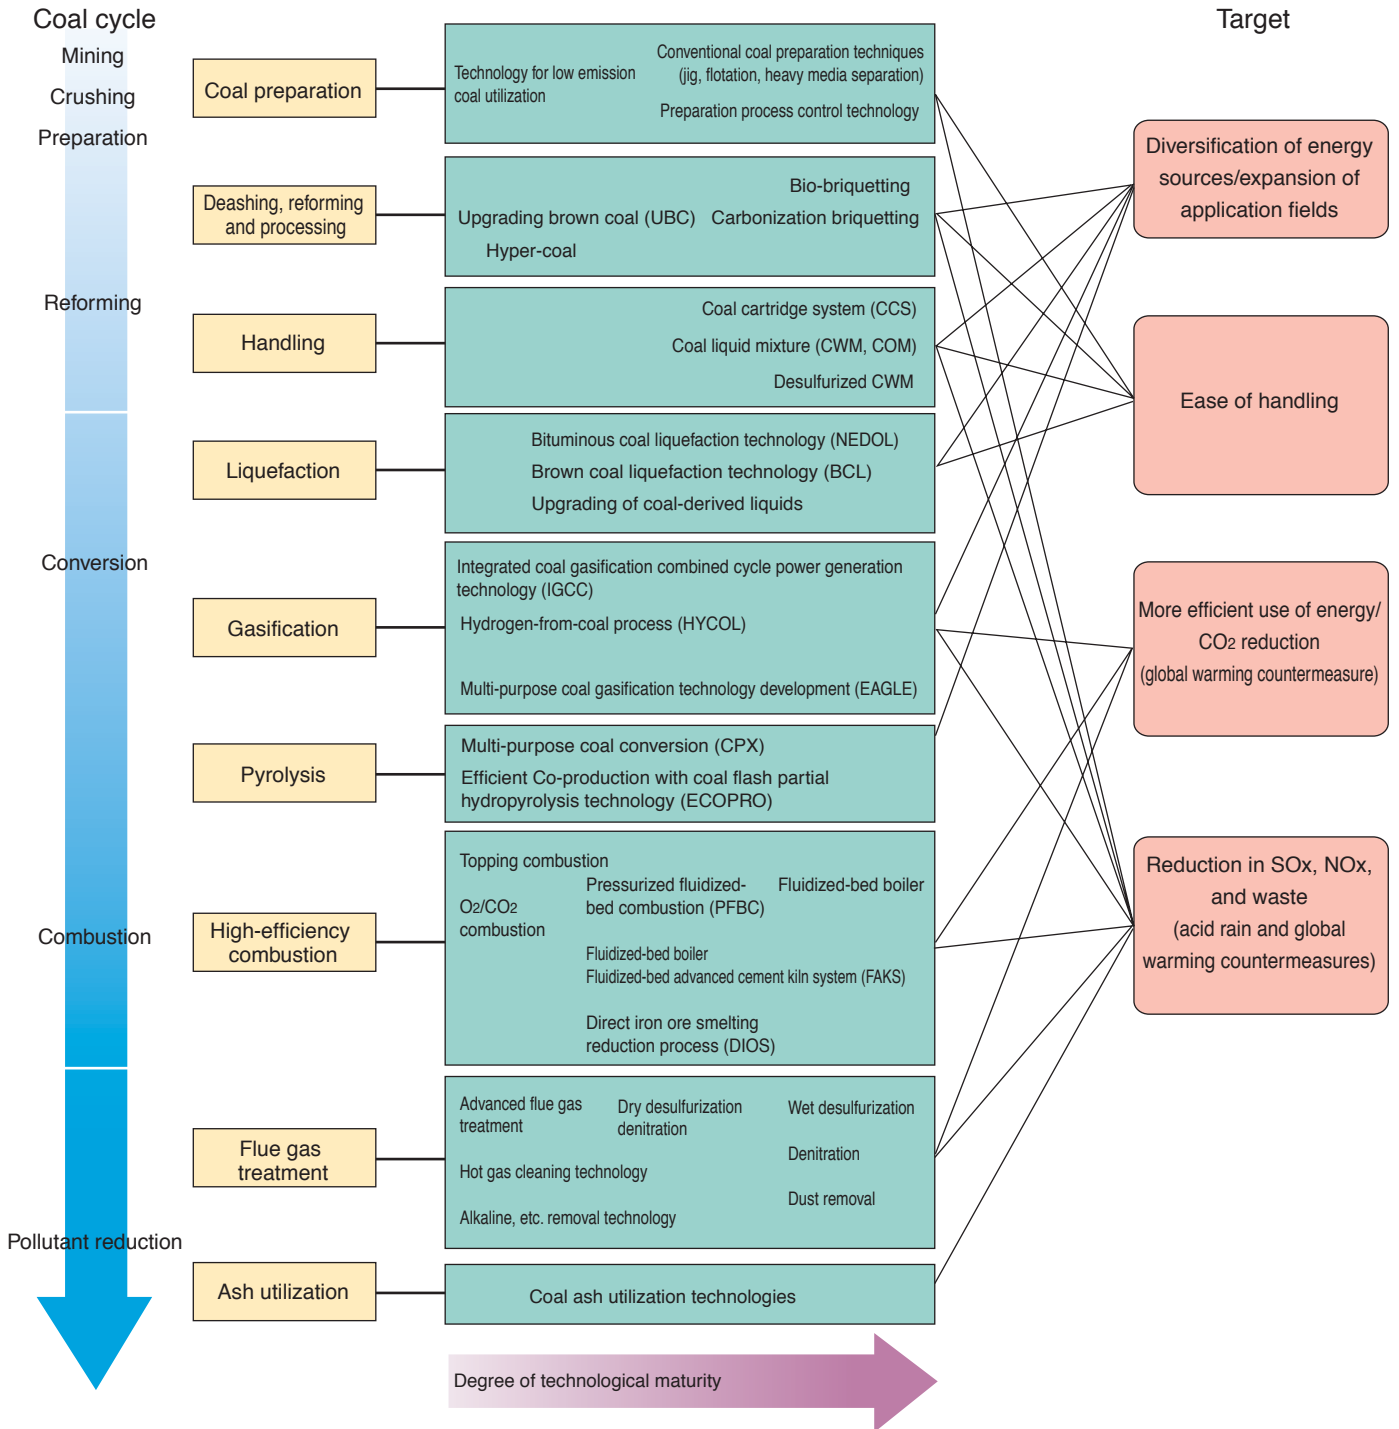 Coal cycle
Target
Mining
Crushing
Preparation
Reforming
Conversion
Combustion
Pollutant reduction
Coal preparation
Technology for low emission
coal utilization
Conventional coal preparation techniques
(jig, flotation, heavy media separation)
Preparation process control technology
Deashing, reforming
and processing
Bio-briquetting
Upgrading brown coal (UBC)
Carbonization briquetting
Hyper-coal
Handling
Coal cartridge system (CCS)
Coal liquid mixture (CWM, COM)
Desulfurized CWM
Liquefaction
Bituminous coal liquefaction technology (NEDOL)
Brown coal liquefaction technology (BCL)
Upgrading of coal-derived liquids
Gasification
Integrated coal gasification combined cycle power generation
technology (IGCC)
Hydrogen-from-coal process (HYCOL)
Multi-purpose coal gasification technology development (EAGLE)
Pyrolysis
Multi-purpose coal conversion (CPX)
Efficient Co-production with coal flash partial
hydropyrolysis technology (ECOPRO)
High-efficiency
combustion
Topping combustion
O2/CO2
combustion
Pressurized fluidized-
bed combustion (PFBC)
Fluidized-bed boiler
Fluidized-bed boiler
Fluidized-bed advanced cement kiln system (FAKS)
Direct iron ore smelting
reduction process (DIOS)
Flue gas
treatment
Advanced flue gas
treatment
Dry desulfurization
denitration
Wet desulfurization
Denitration
Hot gas cleaning technology
Dust removal
Alkaline, etc. removal technology
Ash utilization
Coal ash utilization technologies
Degree of technological maturity
Diversification of energy
sources/expansion of
application fields
Ease of handling
More efficient use of energy/
CO2 reduction
(global warming countermeasure)
Reduction in SOx, NOx,
and waste
(acid rain and global
warming countermeasures)